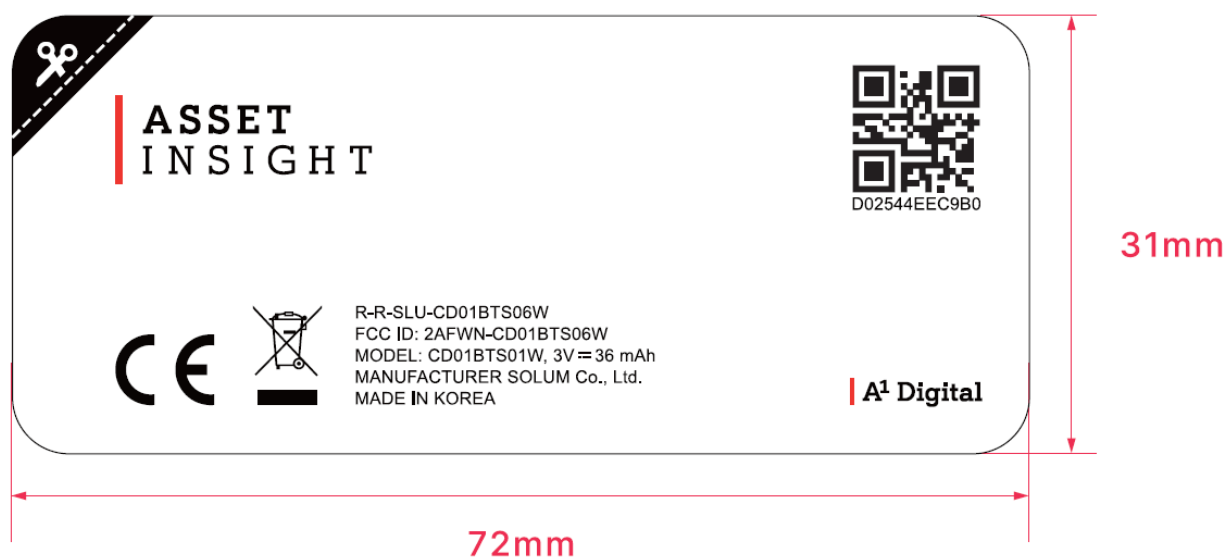 ASSET
INSIGHT
D02544EEC9B0
31mm
R-R-SLU-CD01BTS06W
FCC ID: 2AFWN-CD01BTS06W
MODEL: CD01BTS01W, 3V⎓36 mAh
MANUFACTURER SOLUM Co., Ltd.
MADE IN KOREA
CE
A¹ Digital
72mm